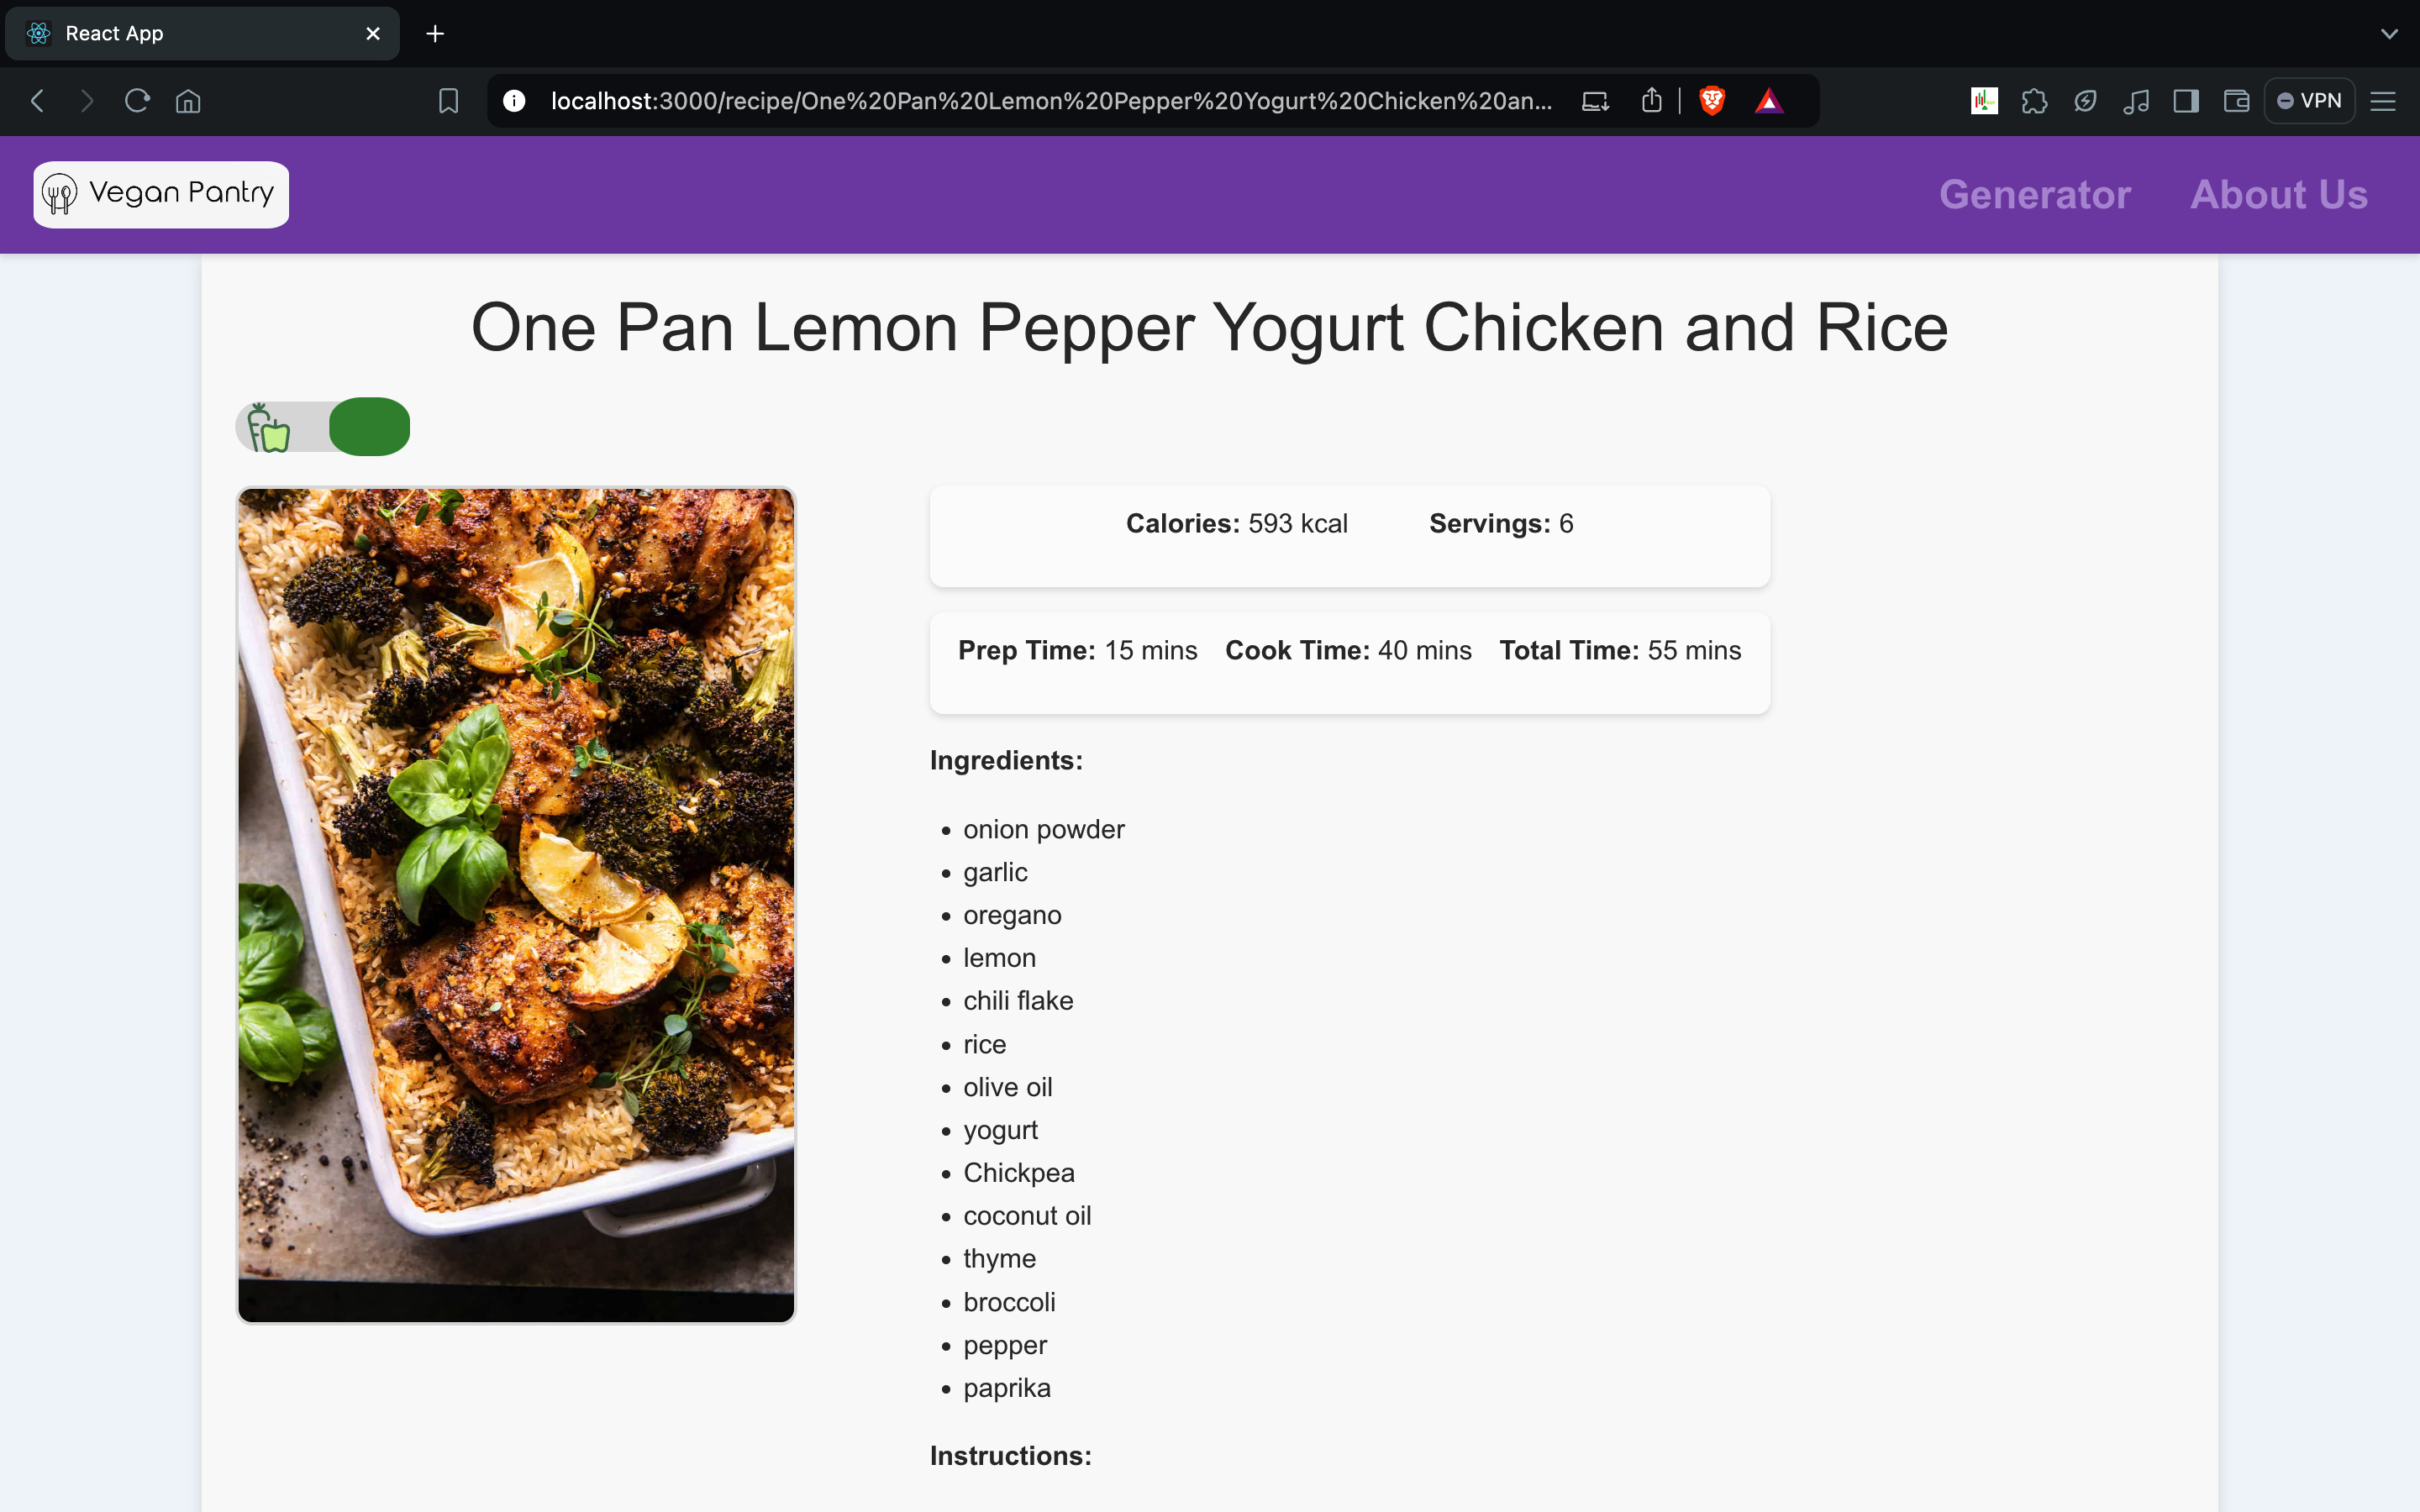 React App
localhost:3000/recipe/One%20Pan%20Lemon%20Pepper%20Yogurt%20Chicken%20an...
VPN
Vegan Pantry
Generator About Us
One Pan Lemon Pepper Yogurt Chicken and Rice
Calories: 593 kcal Servings: 6
Prep Time: 15 mins Cook Time: 40 mins Total Time: 55 mins
Ingredients:
onion powder
garlic
oregano
lemon
chili flake
rice
olive oil
yogurt
Chickpea
coconut oil
thyme
broccoli
pepper
paprika
Instructions: